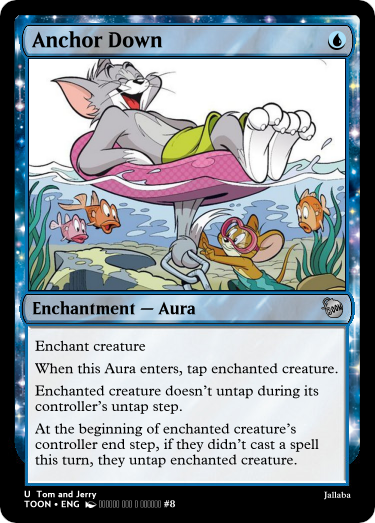 Anchor Down
Enchantment — Aura
BOOM
Enchant creature
When this Aura enters, tap enchanted creature.
Enchanted creature doesn't untap during its
controller's untap step.
At the beginning of enchanted creature's
controller end step, if they didn't cast a spell
this turn, they untap enchanted creature.
U Tom and Jerry
Jallaba
TOON • ENG #8